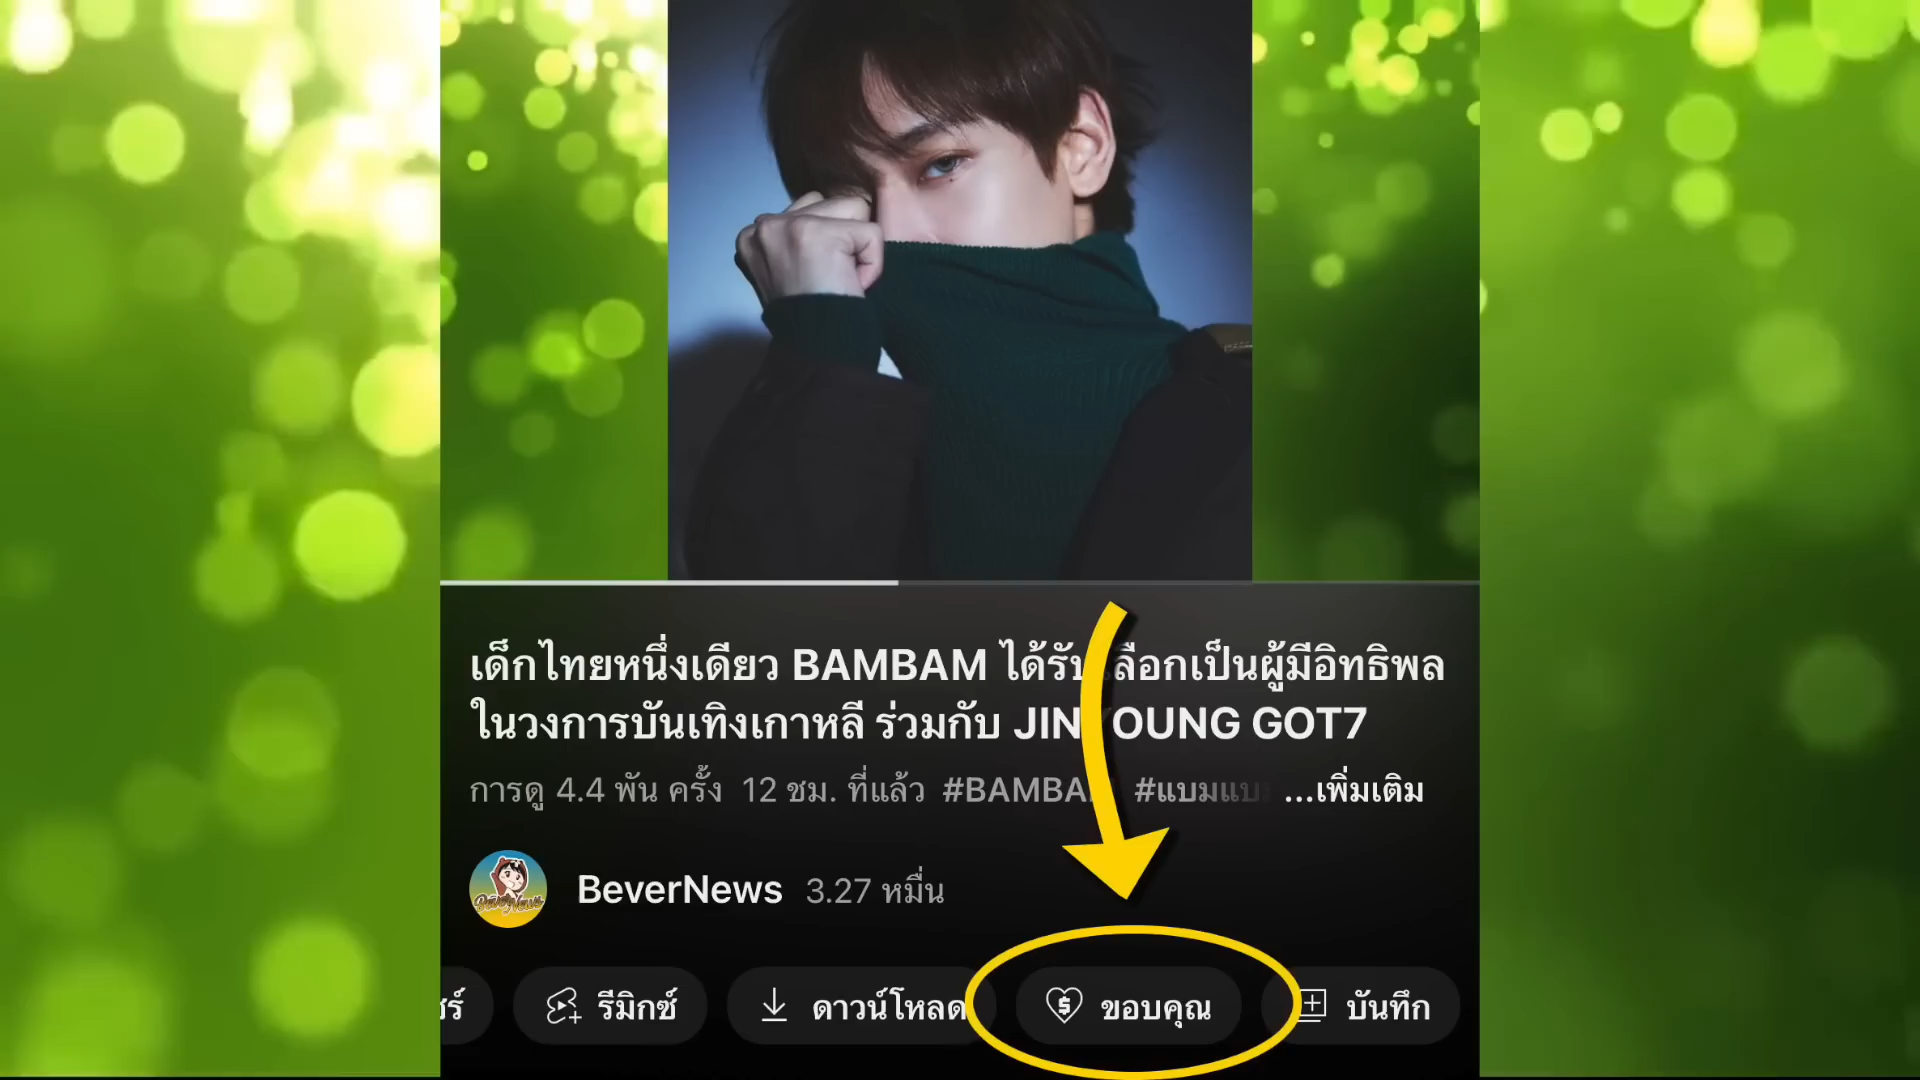 เด็กไทยหนึ่งเดียว BAMBAM ได้รับเลือกเป็นผู้มีอิทธิพล
ในวงการบันเทิงเกาหลี ร่วมกับ JINYOUNG GOT7
การดู 4.4 พัน ครั้ง 12 ชม. ที่แล้ว #BAMBAM #แบมแบม ...เพิ่มเติม
BeverNews 3.27 หมื่น
รีมิกซ์ ดาวน์โหลด ขอบคุณ บันทึก